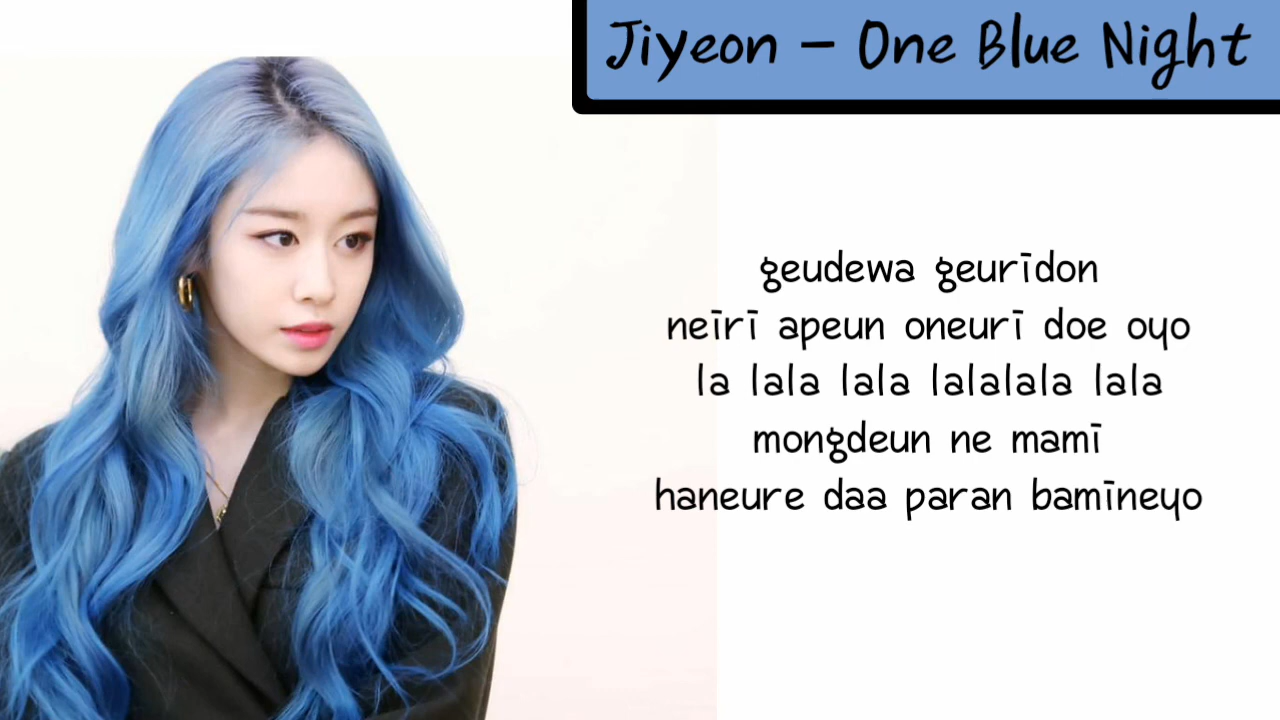 Jiyeon - One Blue Night
geudewa geurīdon
neīrī apeun oneurī doe oyo
la lala lala lalalala lala
mongdeun ne mamī
haneure daa paran bamīneyo